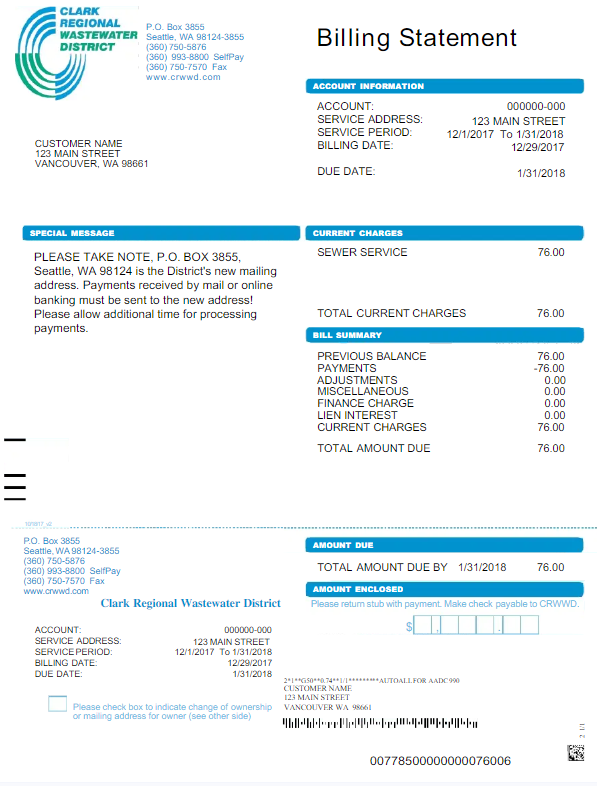 CLARK
REGIONAL
WASTEWATER
DISTRICT
P.O. Box 3855
Seattle, WA 98124-3855
(360) 750-5876
(360) 993-8800 SelfPay
(360) 750-7570 Fax
www.crwwd.com
Billing Statement
ACCOUNT INFORMATION
ACCOUNT: 000000-000
SERVICE ADDRESS: 123 MAIN STREET
SERVICE PERIOD: 12/1/2017 To 1/31/2018
BILLING DATE: 12/29/2017
DUE DATE: 1/31/2018
CUSTOMER NAME
123 MAIN STREET
VANCOUVER, WA 98661
SPECIAL MESSAGE
PLEASE TAKE NOTE, P.O. BOX 3855,
Seattle, WA 98124 is the District's new mailing
address. Payments received by mail or online
banking must be sent to the new address!
Please allow additional time for processing
payments.
CURRENT CHARGES
SEWER SERVICE 76.00
TOTAL CURRENT CHARGES 76.00
BILL SUMMARY
PREVIOUS BALANCE 76.00
PAYMENTS -76.00
ADJUSTMENTS 0.00
MISCELLANEOUS 0.00
FINANCE CHARGE 0.00
LIEN INTEREST 0.00
CURRENT CHARGES 76.00
TOTAL AMOUNT DUE 76.00
P.O. Box 3855
Seattle, WA 98124-3855
(360) 750-5876
(360) 993-8800 SelfPay
(360) 750-7570 Fax
www.crwwd.com
Clark Regional Wastewater District
ACCOUNT: 000000-000
SERVICE ADDRESS: 123 MAIN STREET
SERVICE PERIOD: 12/1/2017 To 1/31/2018
BILLING DATE: 12/29/2017
DUE DATE: 1/31/2018
Please check box to indicate change of ownership
or mailing address for owner (see other side)
AMOUNT DUE
TOTAL AMOUNT DUE BY 1/31/2018 76.00
AMOUNT ENCLOSED
Please return stub with payment. Make check payable to CRWWD.
$ , .
2*1**G50**0.74**1/1*********AUTOALL FOR AADC 990
CUSTOMER NAME
123 MAIN STREET
VANCOUVER WA 98661
2 1/1
00778500000000076006